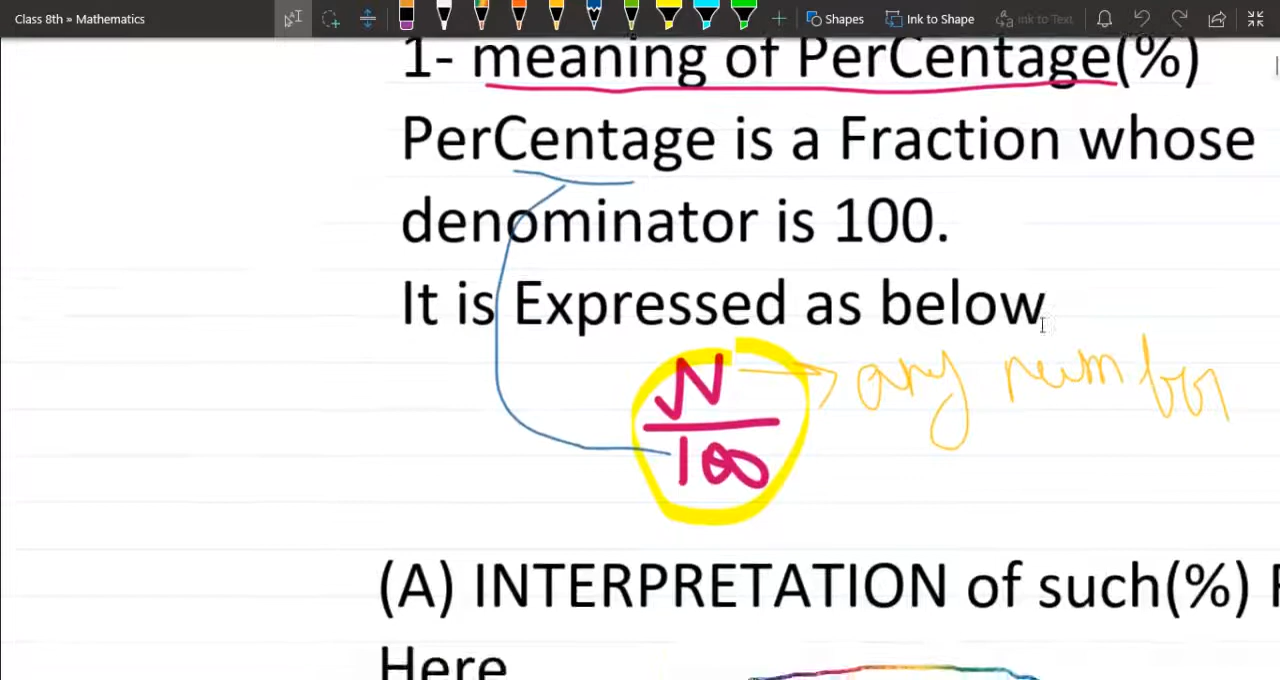 Class 8th » Mathematics
Shapes
Ink to Shape
Ink to Text
1- meaning of PerCentage(%)
PerCentage is a Fraction whose
denominator is 100.
It is Expressed as below
N
100
any number
(A) INTERPRETATION of such(%)
Here